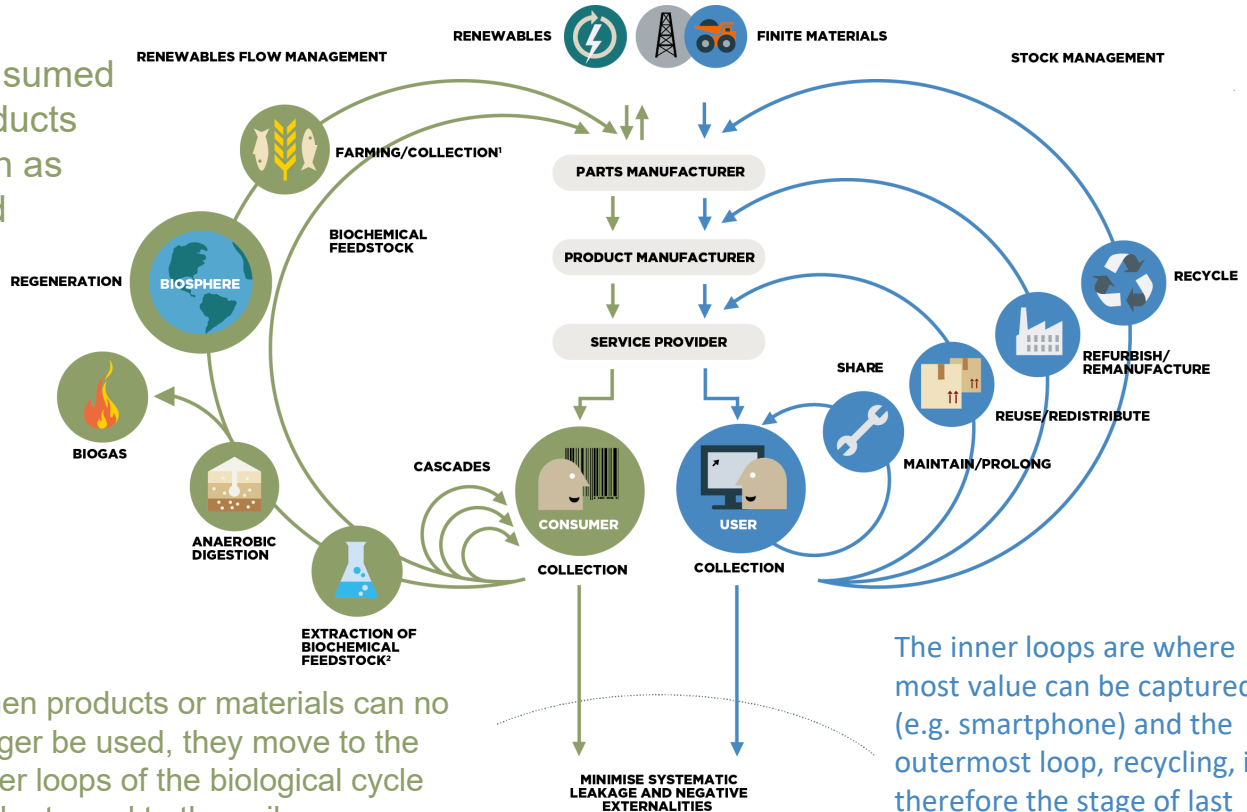 RENEWABLES
FINITE MATERIALS
RENEWABLES FLOW MANAGEMENT
STOCK MANAGEMENT
sumed
ducts
as
FARMING/COLLECTION¹
PARTS MANUFACTURER
BIOCHEMICAL
FEEDSTOCK
PRODUCT MANUFACTURER
REGENERATION
BIOSPHERE
RECYCLE
SERVICE PROVIDER
SHARE
REFURBISH/
REMANUFACTURE
REUSE/REDISTRIBUTE
BIOGAS
CASCADES
MAINTAIN/PROLONG
CONSUMER
USER
ANAEROBIC
DIGESTION
COLLECTION
COLLECTION
EXTRACTION OF
BIOCHEMICAL
FEEDSTOCK²
en products or materials can no
ger be used, they move to the
er loops of the biological cycle
The inner loops are where
most value can be captured
(e.g. smartphone) and the
outermost loop, recycling, i
therefore the stage of last
MINIMISE SYSTEMATIC
LEAKAGE AND NEGATIVE
EXTERNALITIES